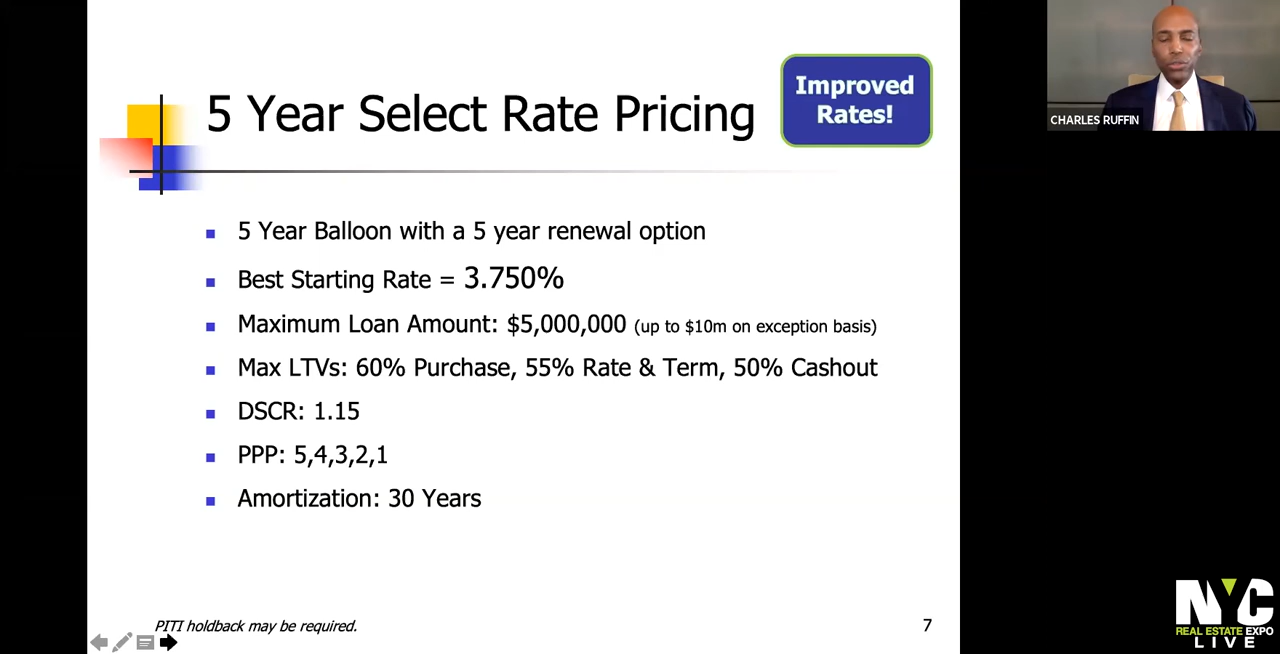 5 Year Select Rate Pricing
Improved
Rates!
5 Year Balloon with a 5 year renewal option
Best Starting Rate = 3.750%
Maximum Loan Amount: $5,000,000 (up to $10m on exception basis)
Max LTVs: 60% Purchase, 55% Rate & Term, 50% Cashout
DSCR: 1.15
PPP: 5,4,3,2,1
Amortization: 30 Years
PITI holdback may be required.
7
CHARLES RUFFIN
NYC
REAL ESTATE EXPO
LIVE